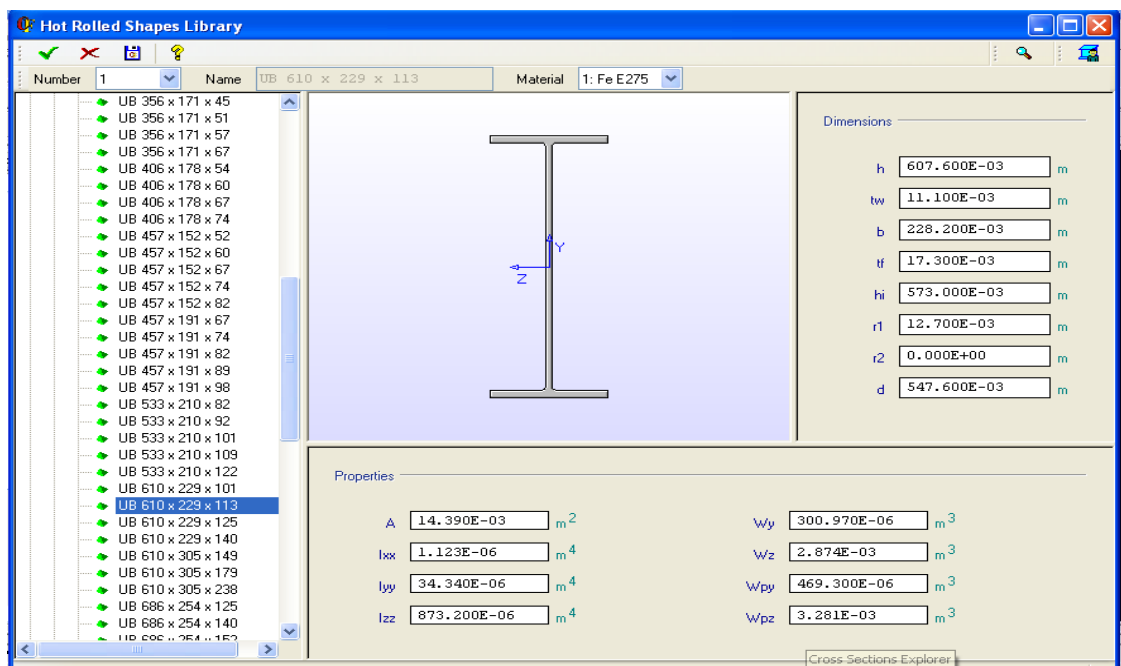 Hot Rolled Shapes Library
Number 1 Name UB 610 x 229 x 113 Material 1: Fe E275
UB 356 x 171 x 45
UB 356 x 171 x 51
UB 356 x 171 x 57
UB 356 x 171 x 67
UB 406 x 178 x 54
UB 406 x 178 x 60
UB 406 x 178 x 67
UB 406 x 178 x 74
UB 457 x 152 x 52
UB 457 x 152 x 60
UB 457 x 152 x 67
UB 457 x 152 x 74
UB 457 x 152 x 82
UB 457 x 191 x 67
UB 457 x 191 x 74
UB 457 x 191 x 82
UB 457 x 191 x 89
UB 457 x 191 x 98
UB 533 x 210 x 82
UB 533 x 210 x 92
UB 533 x 210 x 101
UB 533 x 210 x 109
UB 533 x 210 x 122
UB 610 x 229 x 101
UB 610 x 229 x 113
UB 610 x 229 x 125
UB 610 x 229 x 140
UB 610 x 305 x 149
UB 610 x 305 x 179
UB 610 x 305 x 238
UB 686 x 254 x 125
UB 686 x 254 x 140
UB 686 x 254 x 152
Y
Z
Dimensions
h 607.600E-03 m
tw 11.100E-03 m
b 228.200E-03 m
tf 17.300E-03 m
hi 573.000E-03 m
r1 12.700E-03 m
r2 0.000E+00 m
d 547.600E-03 m
Properties
A 14.390E-03 m2 Wy 300.970E-06 m3
Ixx 1.123E-06 m4 Wz 2.874E-03 m3
Iyy 34.340E-06 m4 Wpy 469.300E-06 m3
Izz 873.200E-06 m4 Wpz 3.281E-03 m3
Cross Sections Explorer